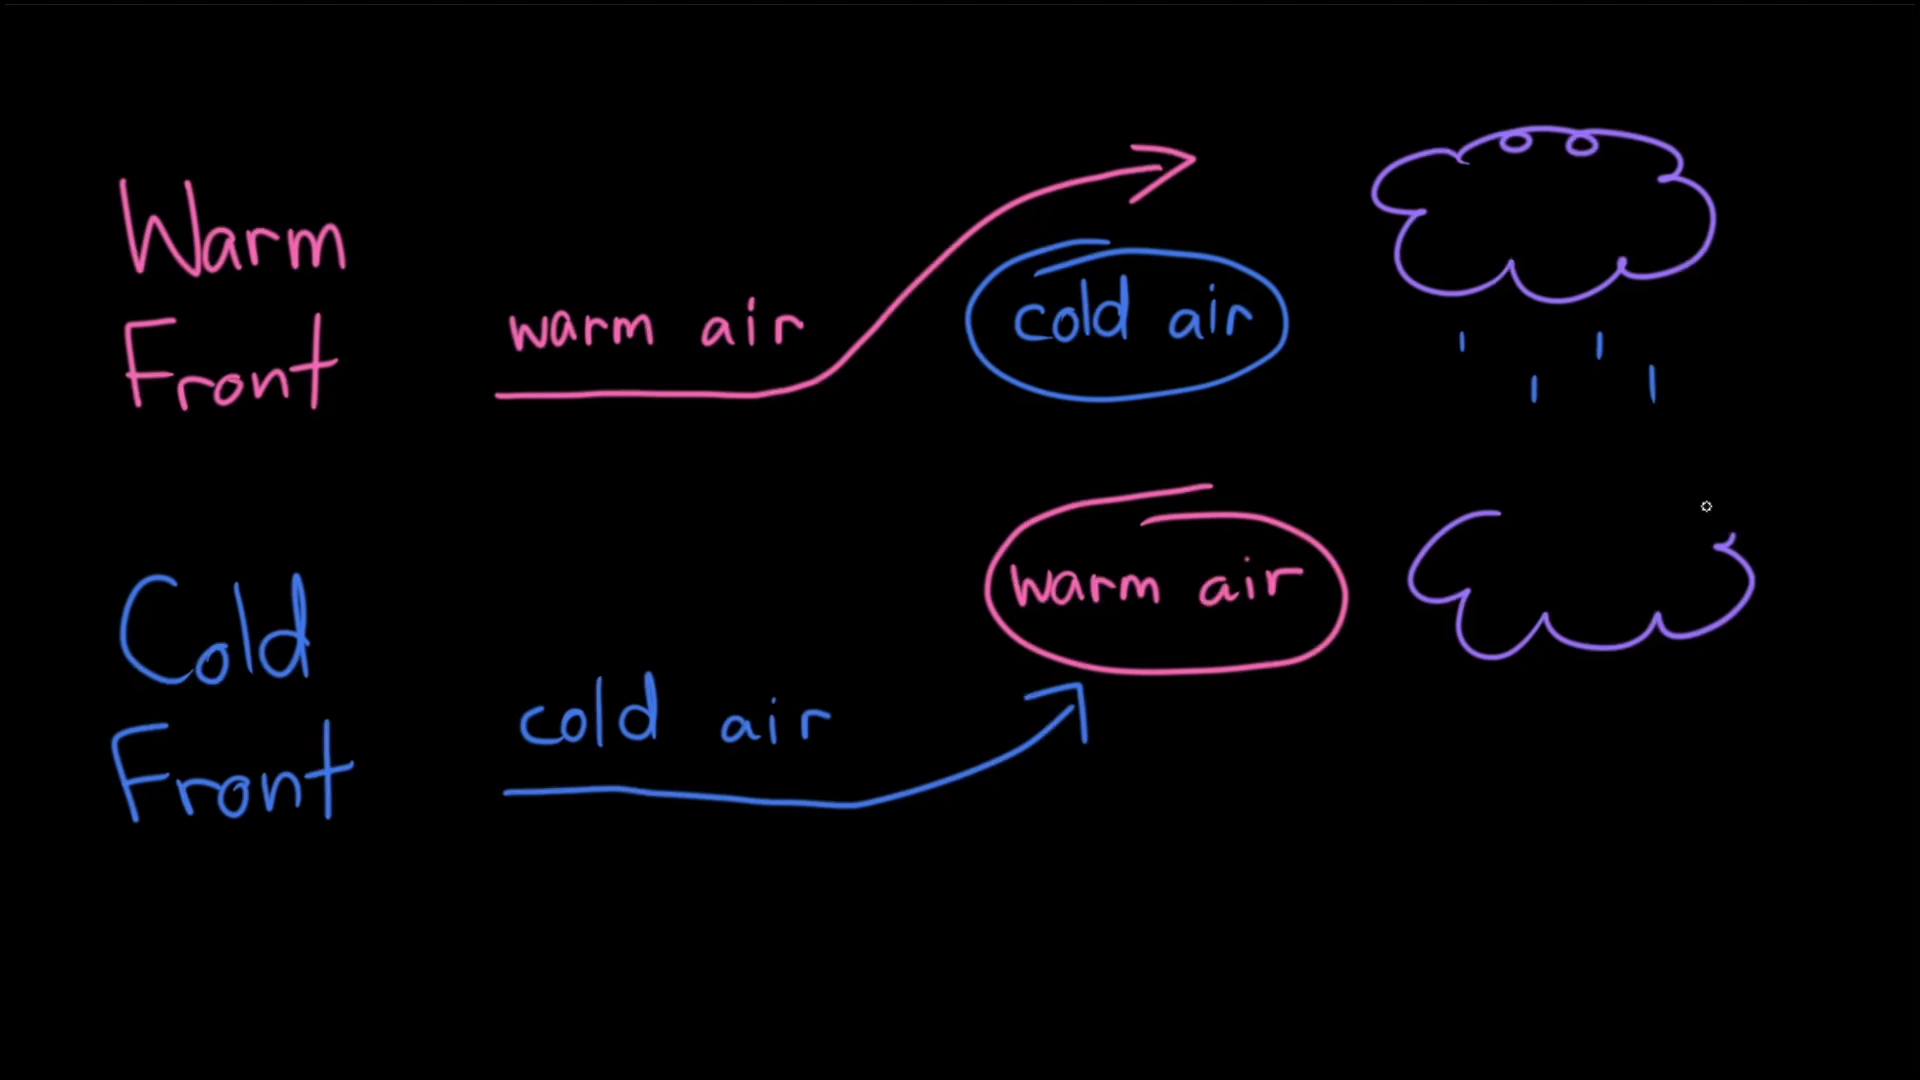 Warm
Front
warm air
cold air
Cold
Front
cold air
warm air